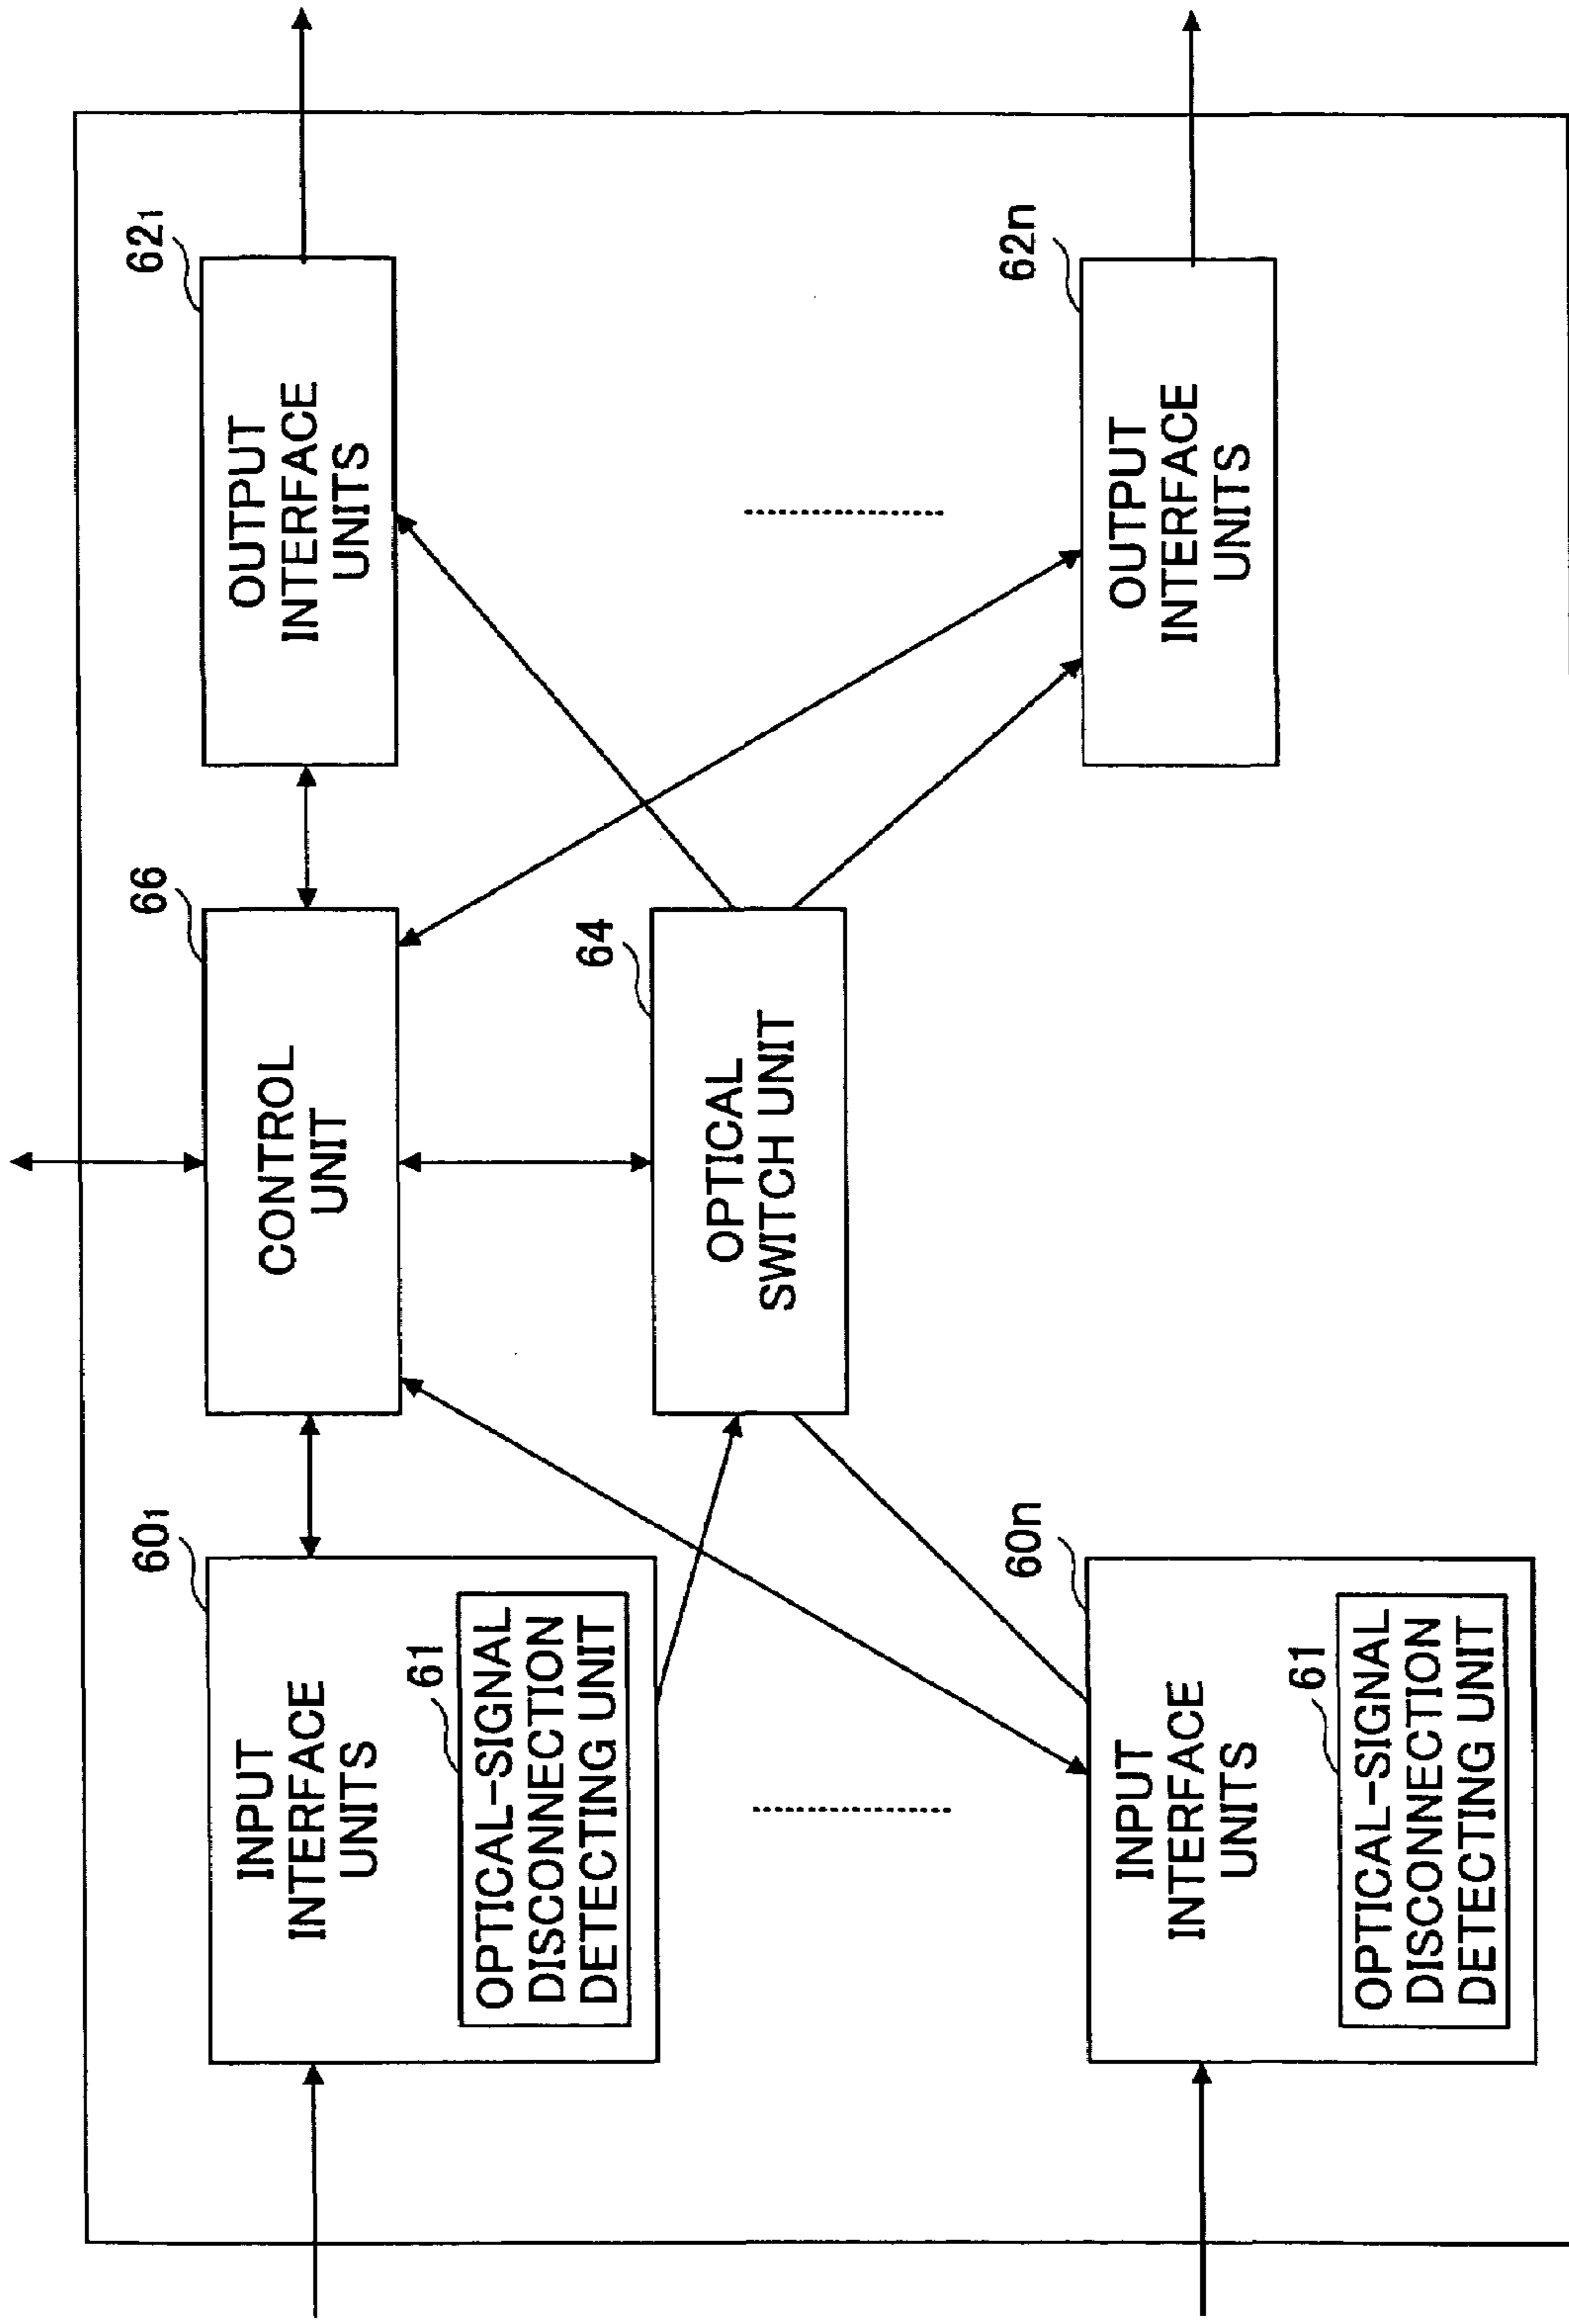 60₁
INPUT
INTERFACE
UNITS
61
OPTICAL-SIGNAL
DISCONNECTION
DETECTING UNIT
66
CONTROL
UNIT
62₁
OUTPUT
INTERFACE
UNITS
64
OPTICAL
SWITCH UNIT
60n
INPUT
INTERFACE
UNITS
61
OPTICAL-SIGNAL
DISCONNECTION
DETECTING UNIT
62n
OUTPUT
INTERFACE
UNITS